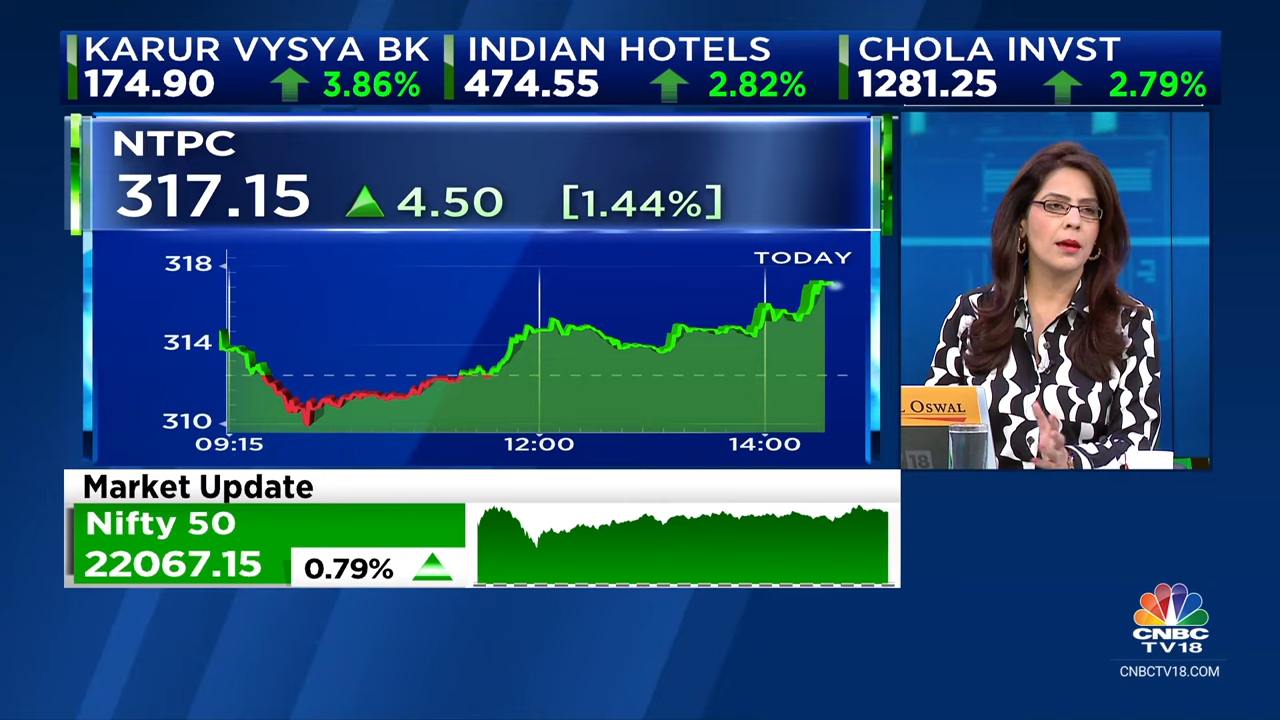 KARUR VYSYA BK
174.90 3.86%
INDIAN HOTELS
474.55 2.82%
CHOLA INVST
1281.25 2.79%
NTPC
317.15 4.50 [1.44%]
TODAY
318
314
310
09:15 12:00 14:00
L OSWAL
18
Market Update
Nifty 50
22067.15 0.79%
CNBC
TV18
CNBCTV18.COM